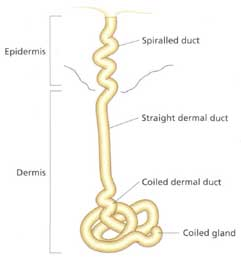 Spiralled duct
Epidermis
Straight dermal duct
Dermis
Coiled dermal duct
Coiled gland